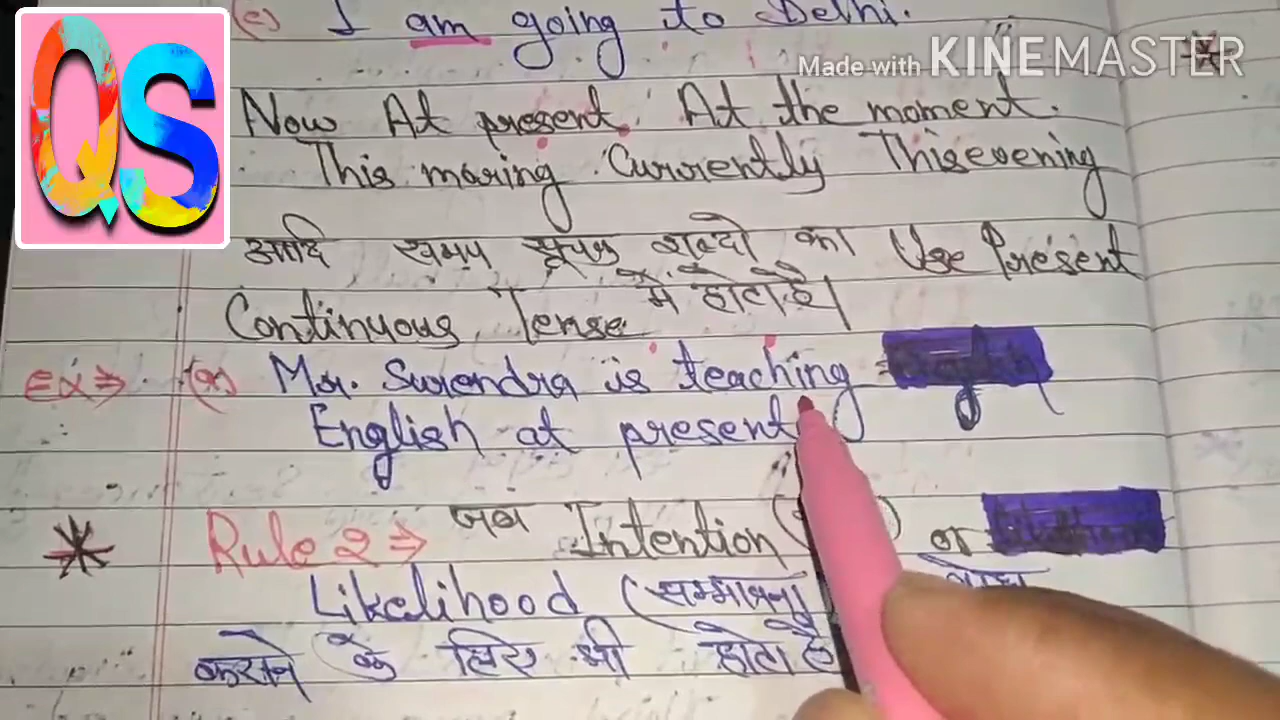 QS
Made with KINEMASTER
(c) I am going to Delhi.
Now At present. At the moment.
This moring Currently This evening
आदि समय सूचक शब्दो का Use Present
Continuous Tense में होता है।
Ex⇒ (a) Mr. Surendra is teaching
English at present
Rule 2⇒ जब Intention or
Likelihood (सम्भावना
कराने के लिए भी होता है